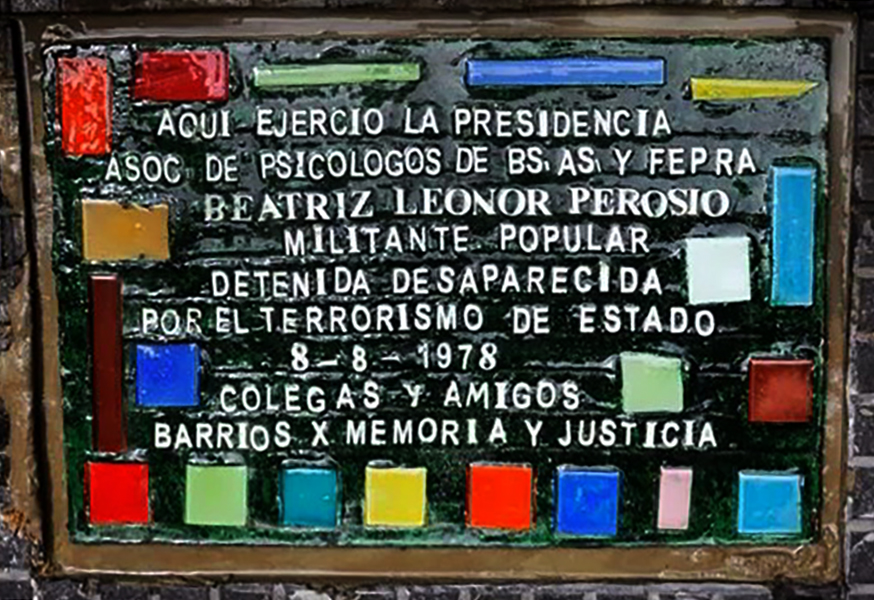 AQUI EJERCIO LA PRESIDENCIA
ASOC DE PSICOLOGOS DE BS. AS. Y FEPRA
BEATRIZ LEONOR PEROSIO
MILITANTE POPULAR
DETENIDA DESAPARECIDA
POR EL TERRORISMO DE ESTADO
8-8-1978
COLEGAS Y AMIGOS
BARRIOS X MEMORIA Y JUSTICIA